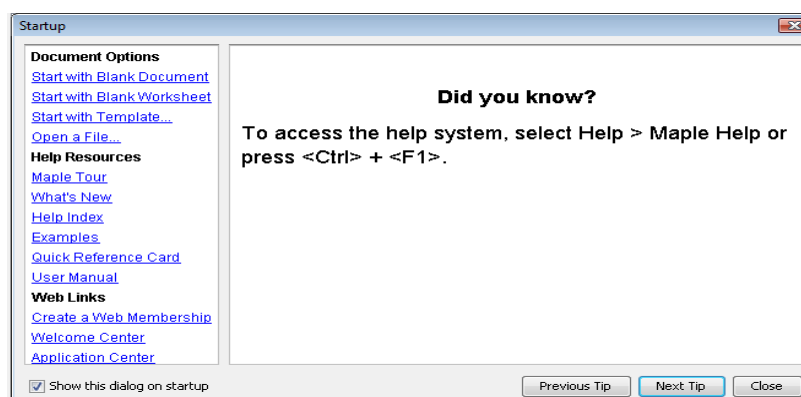 Startup
Document Options
Start with Blank Document
Start with Blank Worksheet
Start with Template...
Open a File...
Help Resources
Maple Tour
What's New
Help Index
Examples
Quick Reference Card
User Manual
Web Links
Create a Web Membership
Welcome Center
Application Center
Did you know?
To access the help system, select Help > Maple Help or
press <Ctrl> + <F1>.
Show this dialog on startup
Previous Tip
Next Tip
Close